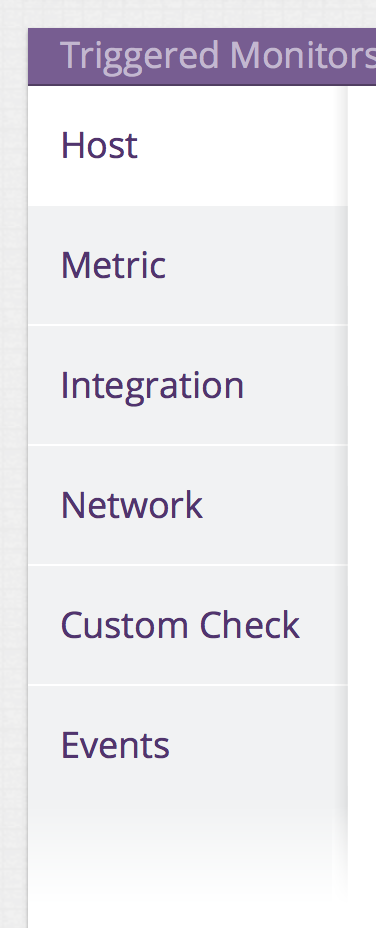 Triggered Monitors
Host
Metric
Integration
Network
Custom Check
Events